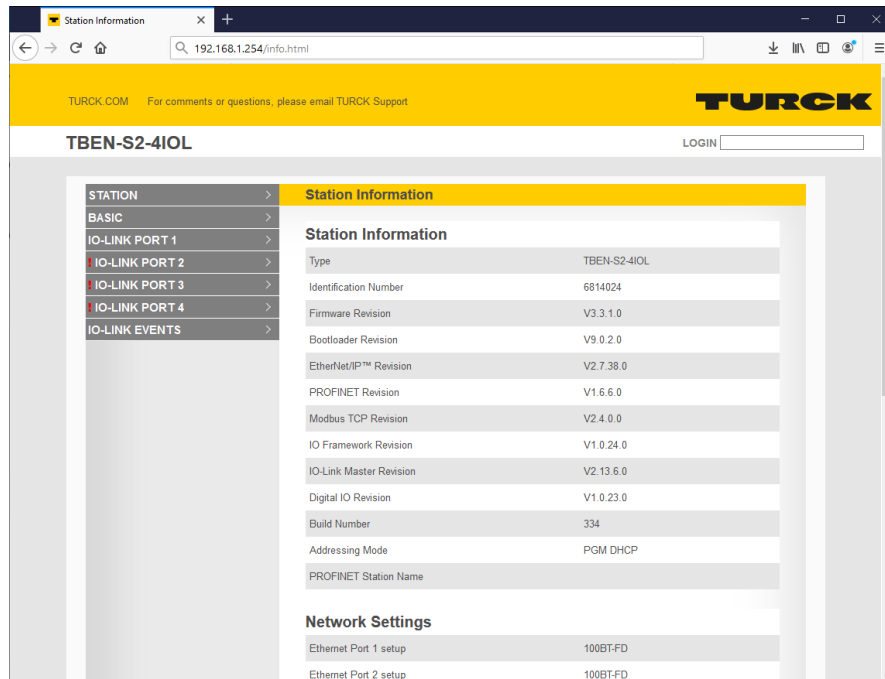 Station Information
192.168.1.254/info.html
TURCK.COM For comments or questions, please email TURCK Support
TURCK
TBEN-S2-4IOL
LOGIN
STATION
BASIC
IO-LINK PORT 1
! IO-LINK PORT 2
! IO-LINK PORT 3
! IO-LINK PORT 4
IO-LINK EVENTS
Station Information
Station Information
Type TBEN-S2-4IOL
Identification Number 6814024
Firmware Revision V3.3.1.0
Bootloader Revision V9.0.2.0
EtherNet/IP™ Revision V2.7.38.0
PROFINET Revision V1.6.6.0
Modbus TCP Revision V2.4.0.0
IO Framework Revision V1.0.24.0
IO-Link Master Revision V2.13.6.0
Digital IO Revision V1.0.23.0
Build Number 334
Addressing Mode PGM DHCP
PROFINET Station Name
Network Settings
Ethernet Port 1 setup 100BT-FD
Ethernet Port 2 setup 100BT-FD